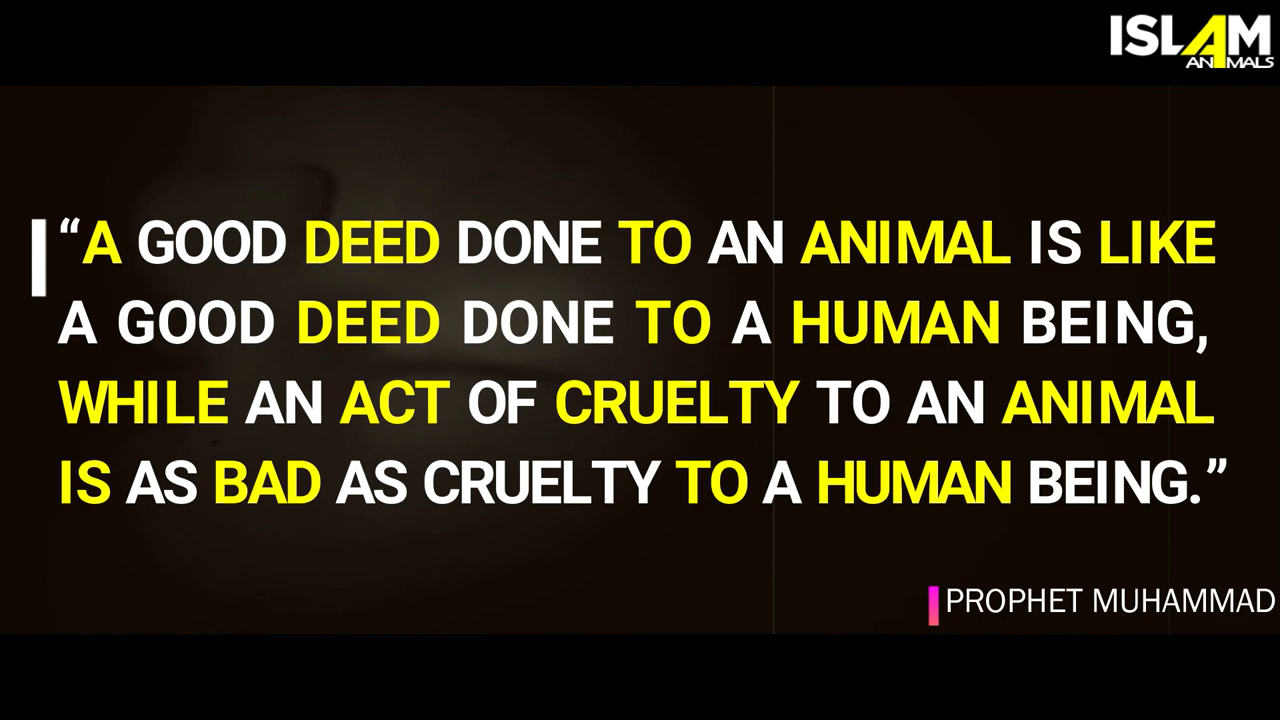 ISLAM
ANIMALS
“A GOOD DEED DONE TO AN ANIMAL IS LIKE
A GOOD DEED DONE TO A HUMAN BEING,
WHILE AN ACT OF CRUELTY TO AN ANIMAL
IS AS BAD AS CRUELTY TO A HUMAN BEING.”
PROPHET MUHAMMAD